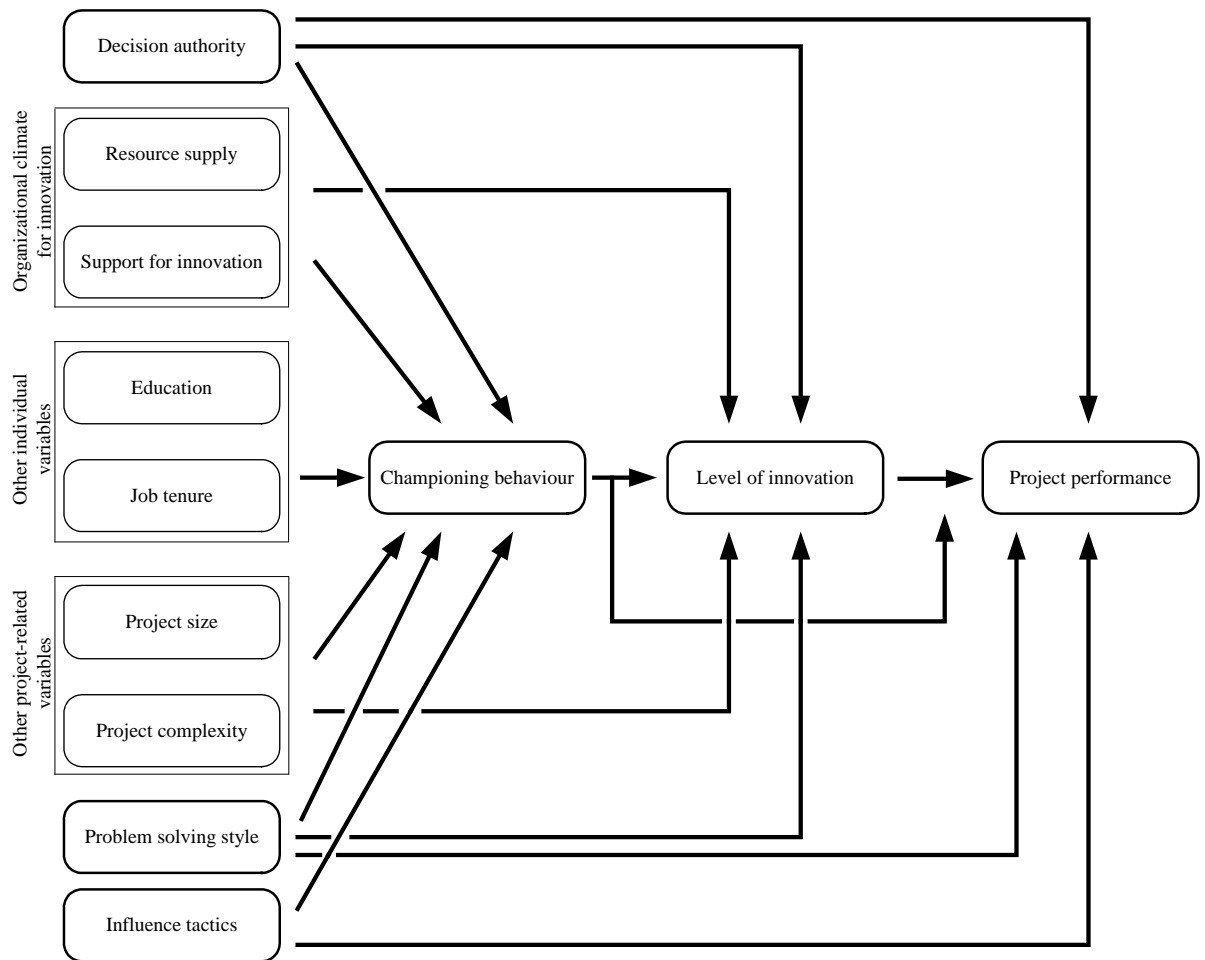 Decision authority
Organizational climate
for innovation
Resource supply
Support for innovation
Other individual
variables
Education
Job tenure
Championing behaviour
Level of innovation
Project performance
Other project-related
variables
Project size
Project complexity
Problem solving style
Influence tactics